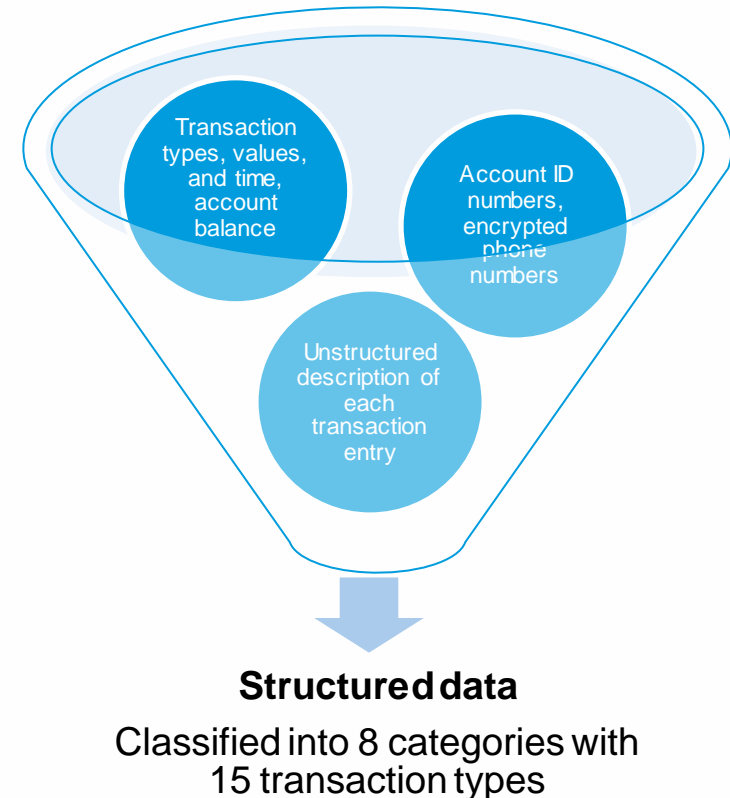 Transaction
types, values,
and time,
account
balance
Account ID
numbers,
encrypted
phone
numbers
Unstructured
description of
each
transaction
entry
Structured data
Classified into 8 categories with
15 transaction types